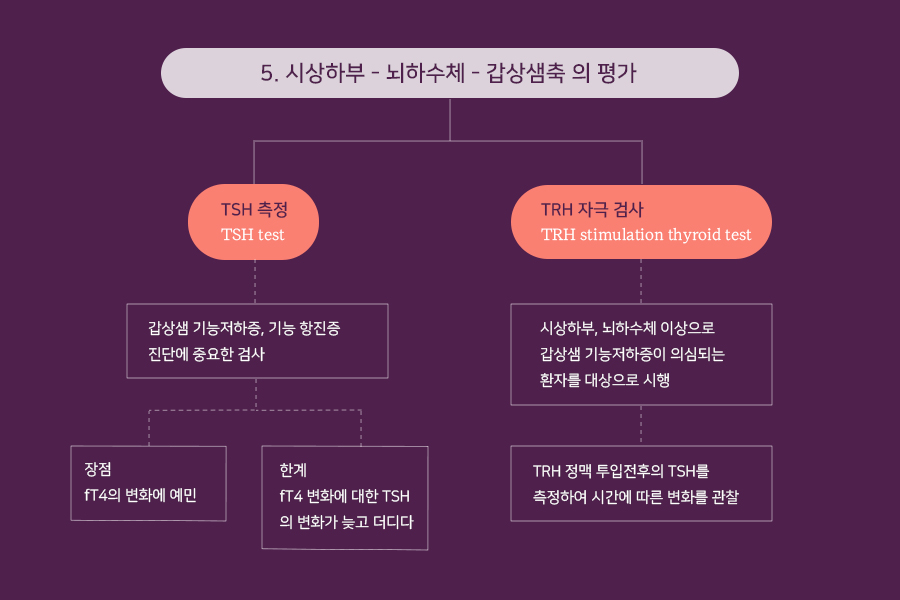 5. 시상하부 - 뇌하수체 - 갑상샘축 의 평가
TSH 측정
TSH test
갑상샘 기능저하증, 기능 항진증
진단에 중요한 검사
장점
fT4의 변화에 예민
한계
fT4 변화에 대한 TSH
의 변화가 늦고 더디다
TRH 자극 검사
TRH stimulation thyroid test
시상하부, 뇌하수체 이상으로
갑상샘 기능저하증이 의심되는
환자를 대상으로 시행
TRH 정맥 투입전후의 TSH를
측정하여 시간에 따른 변화를 관찰